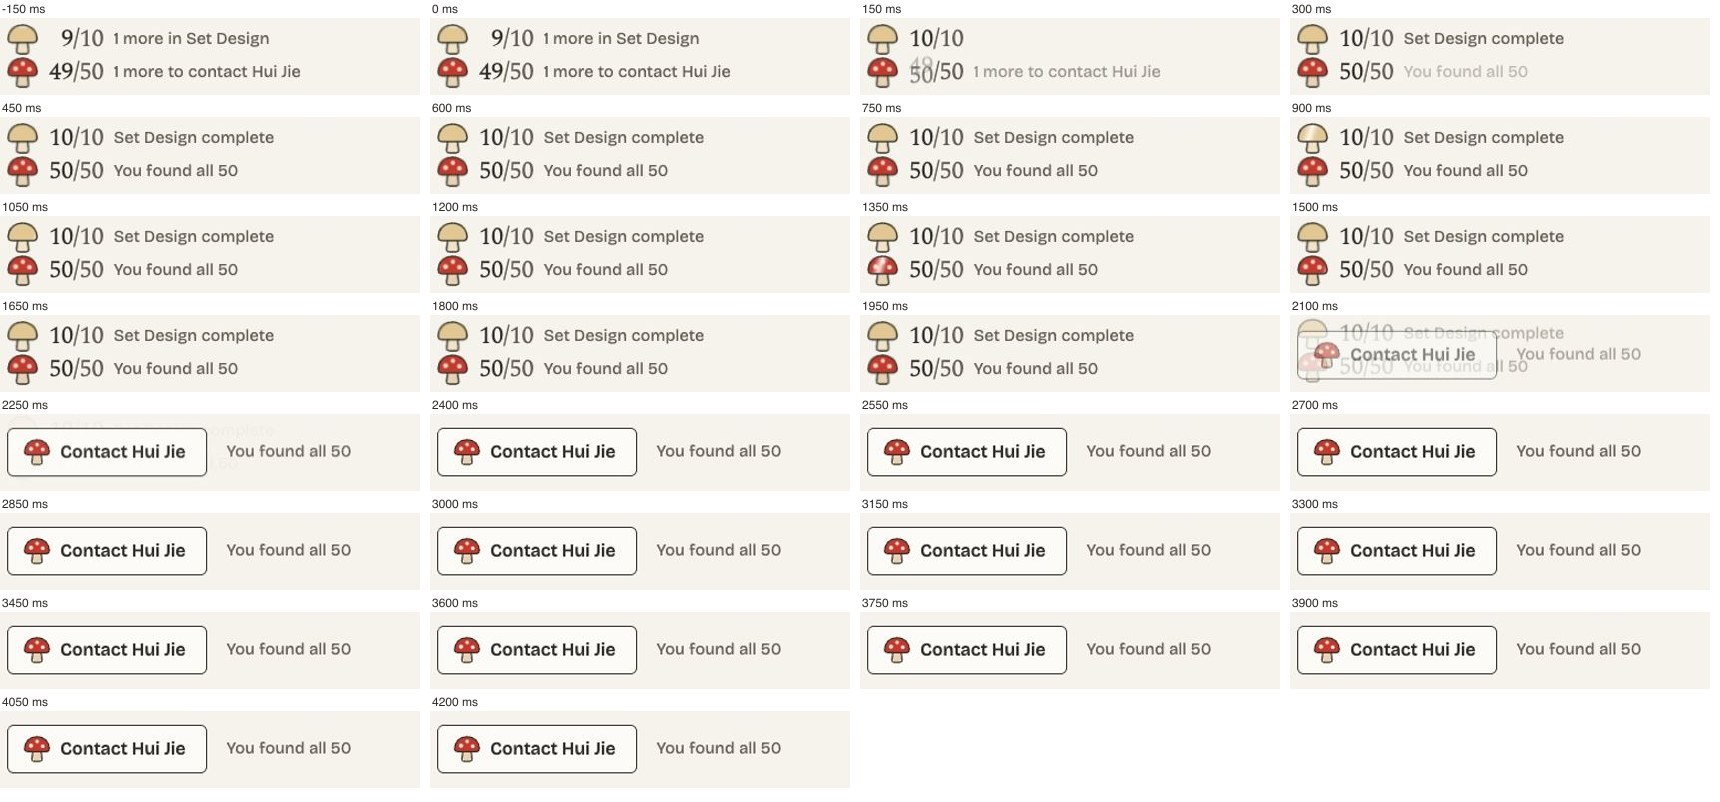 -150 ms
9/10 1 more in Set Design
49/50 1 more to contact Hui Jie
0 ms
9/10 1 more in Set Design
49/50 1 more to contact Hui Jie
150 ms
10/10
49
50/50 1 more to contact Hui Jie
300 ms
10/10 Set Design complete
50/50 You found all 50
450 ms
10/10 Set Design complete
50/50 You found all 50
600 ms
10/10 Set Design complete
50/50 You found all 50
750 ms
10/10 Set Design complete
50/50 You found all 50
900 ms
10/10 Set Design complete
50/50 You found all 50
1050 ms
10/10 Set Design complete
50/50 You found all 50
1200 ms
10/10 Set Design complete
50/50 You found all 50
1350 ms
10/10 Set Design complete
50/50 You found all 50
1500 ms
10/10 Set Design complete
50/50 You found all 50
1650 ms
10/10 Set Design complete
50/50 You found all 50
1800 ms
10/10 Set Design complete
50/50 You found all 50
1950 ms
10/10 Set Design complete
50/50 You found all 50
2100 ms
10/10 Set Design complete
Contact Hui Jie You found all 50
50/50 You found all 50
2250 ms
Contact Hui Jie You found all 50
2400 ms
Contact Hui Jie You found all 50
2550 ms
Contact Hui Jie You found all 50
2700 ms
Contact Hui Jie You found all 50
2850 ms
Contact Hui Jie You found all 50
3000 ms
Contact Hui Jie You found all 50
3150 ms
Contact Hui Jie You found all 50
3300 ms
Contact Hui Jie You found all 50
3450 ms
Contact Hui Jie You found all 50
3600 ms
Contact Hui Jie You found all 50
3750 ms
Contact Hui Jie You found all 50
3900 ms
Contact Hui Jie You found all 50
4050 ms
Contact Hui Jie You found all 50
4200 ms
Contact Hui Jie You found all 50